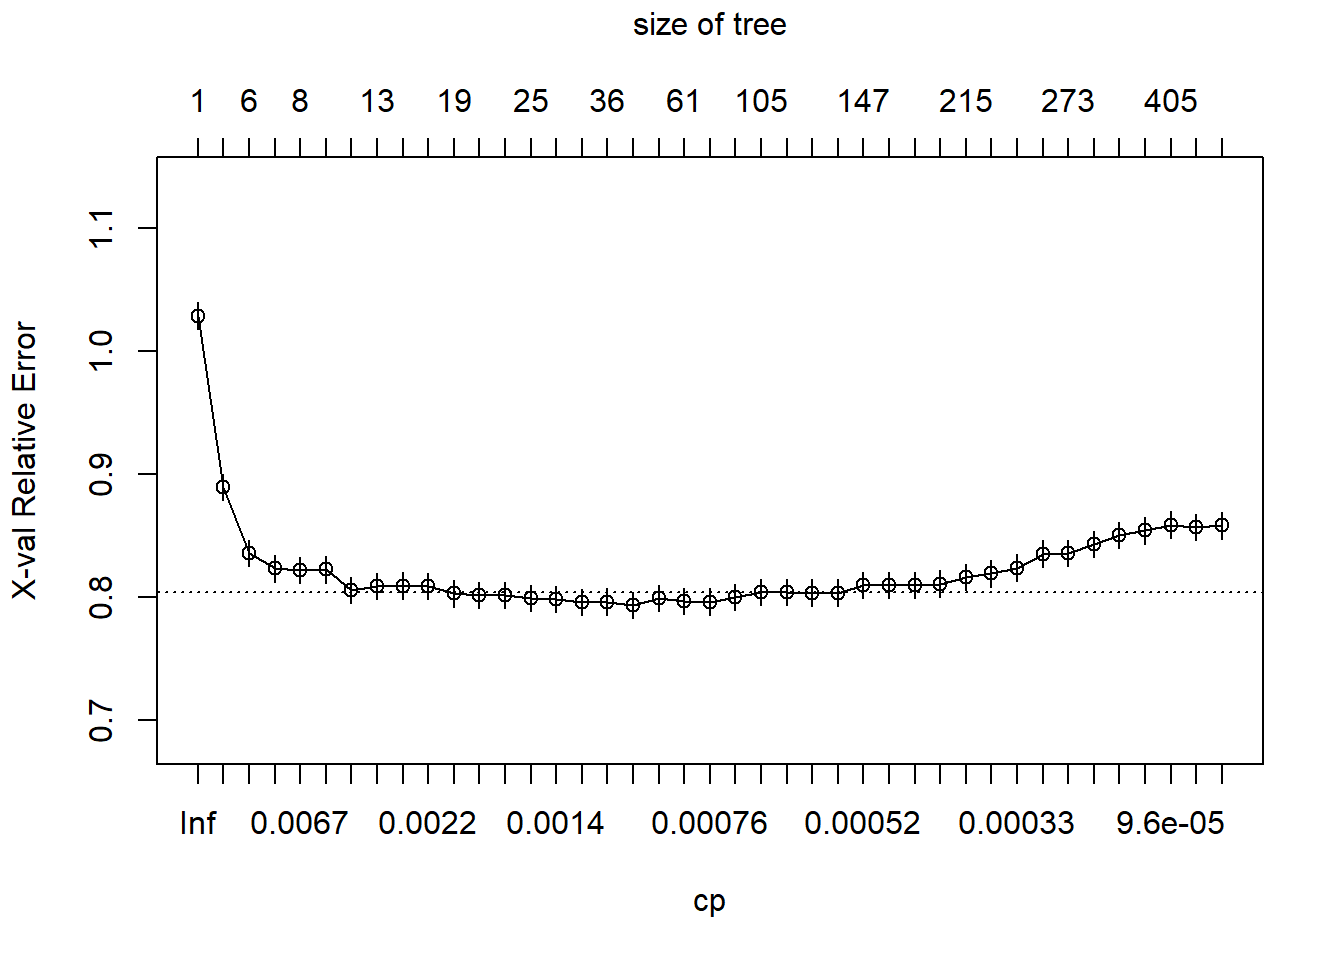 size of tree
1 6 8 13 19 25 36 61 105 147 215 273 405
X-val Relative Error
1.1
1.0
0.9
0.8
0.7
Inf 0.0067 0.0022 0.0014 0.00076 0.00052 0.00033 9.6e-05
cp